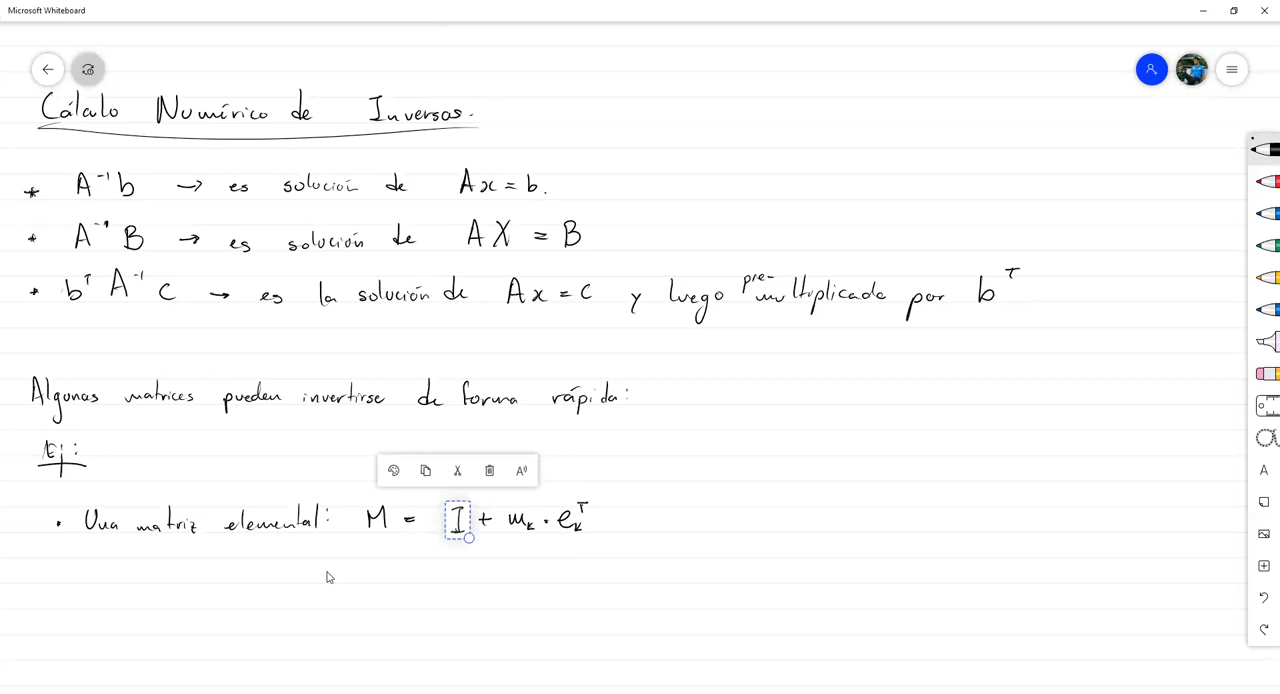 Microsoft Whiteboard
Cálculo Numérico de Inversas.
* A⁻¹b → es solución de Ax = b.
* A⁻¹B → es solución de AX = B
* bᵀA⁻¹c → es la solución de Ax = c y luego pre-multiplicada por bᵀ
Algunas matrices pueden invertirse de forma rápida:
Ej:
• Una matriz elemental: M = I + mₖ · eₖᵀ